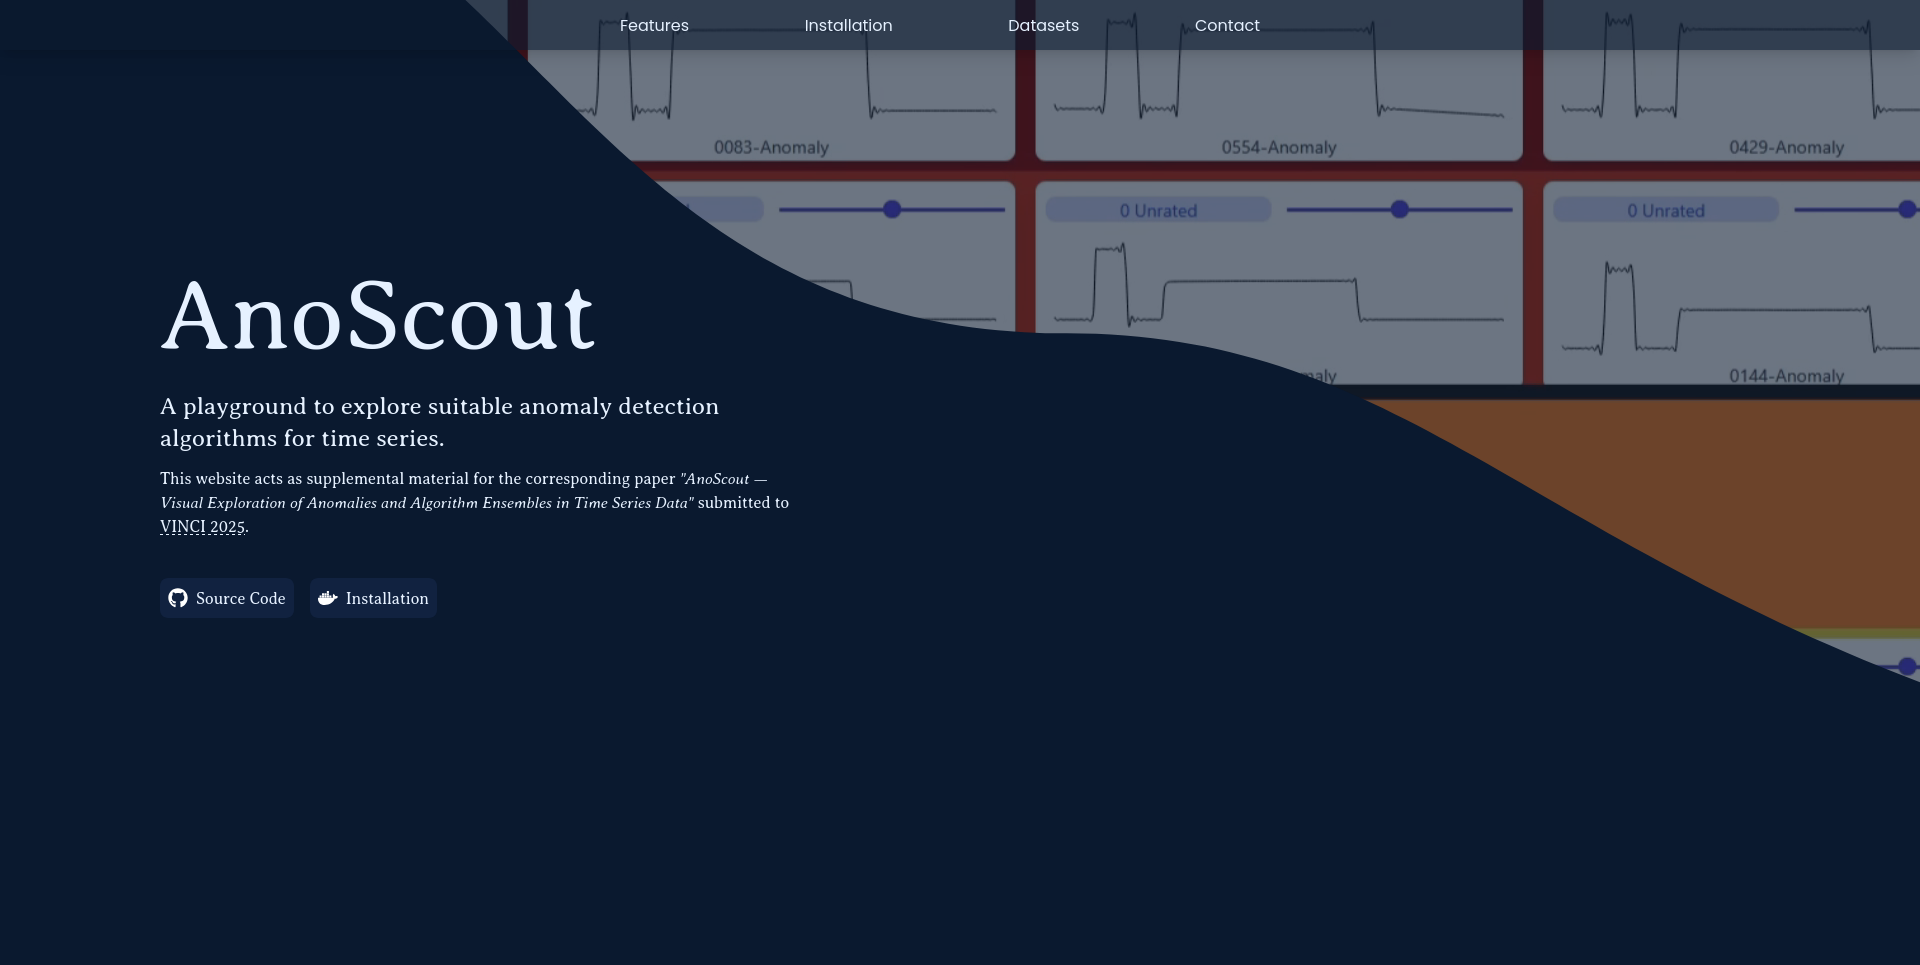 Features Installation Datasets Contact
0083-Anomaly 0554-Anomaly 0429-Anomaly
0 Unrated 0 Unrated
0144-Anomaly
AnoScout
A playground to explore suitable anomaly detection
algorithms for time series.
This website acts as supplemental material for the corresponding paper "AnoScout —
Visual Exploration of Anomalies and Algorithm Ensembles in Time Series Data" submitted to
VINCI 2025.
Source Code Installation